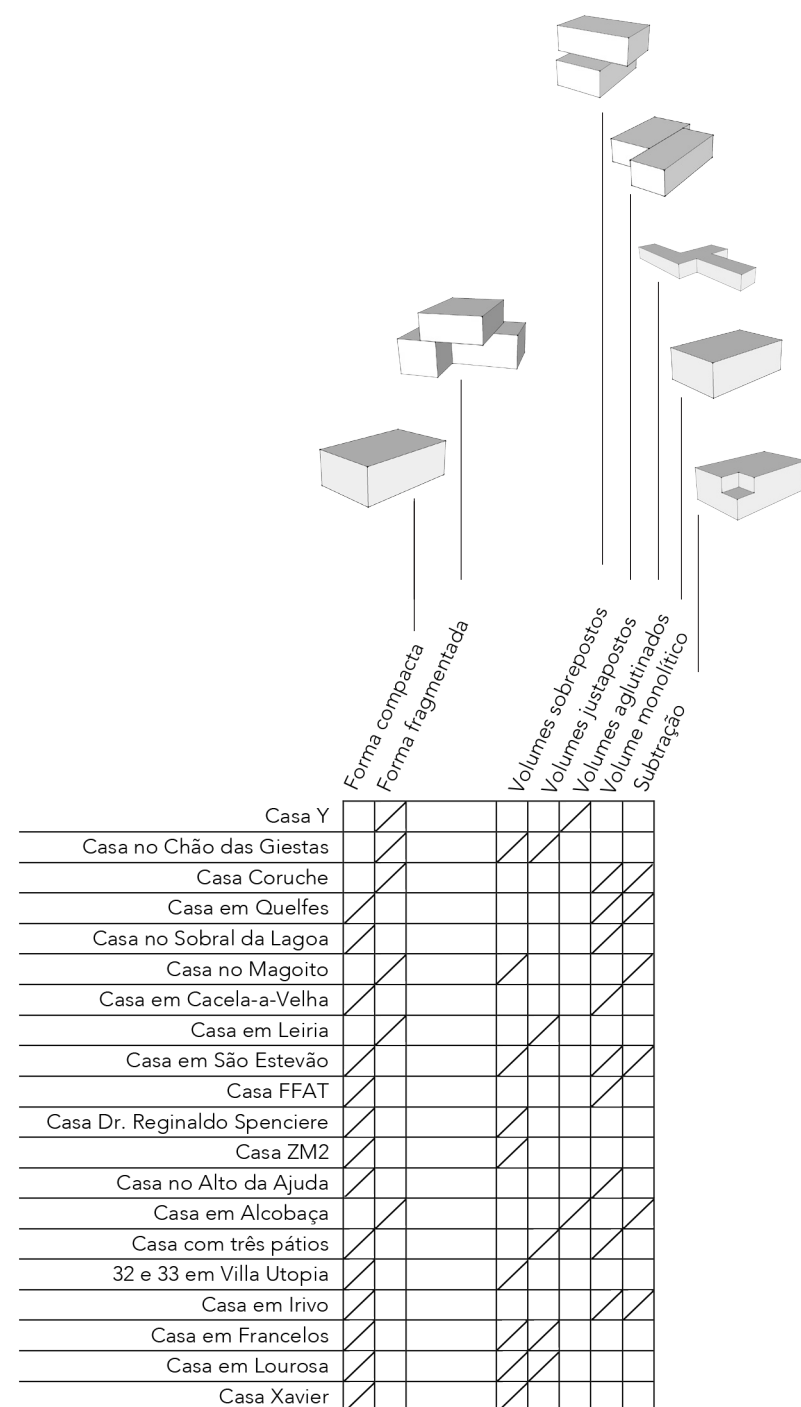 Forma compacta
Forma fragmentada
Volumes sobrepostos
Volumes justapostos
Volumes aglutinados
Volume monolítico
Subtração
Casa Y
Casa no Chão das Giestas
Casa Coruche
Casa em Quelfes
Casa no Sobral da Lagoa
Casa no Magoito
Casa em Cacela-a-Velha
Casa em Leiria
Casa em São Estevão
Casa FFAT
Casa Dr. Reginaldo Spenciere
Casa ZM2
Casa no Alto da Ajuda
Casa em Alcobaça
Casa com três pátios
32 e 33 em Villa Utopia
Casa em Irivo
Casa em Francelos
Casa em Lourosa
Casa Xavier